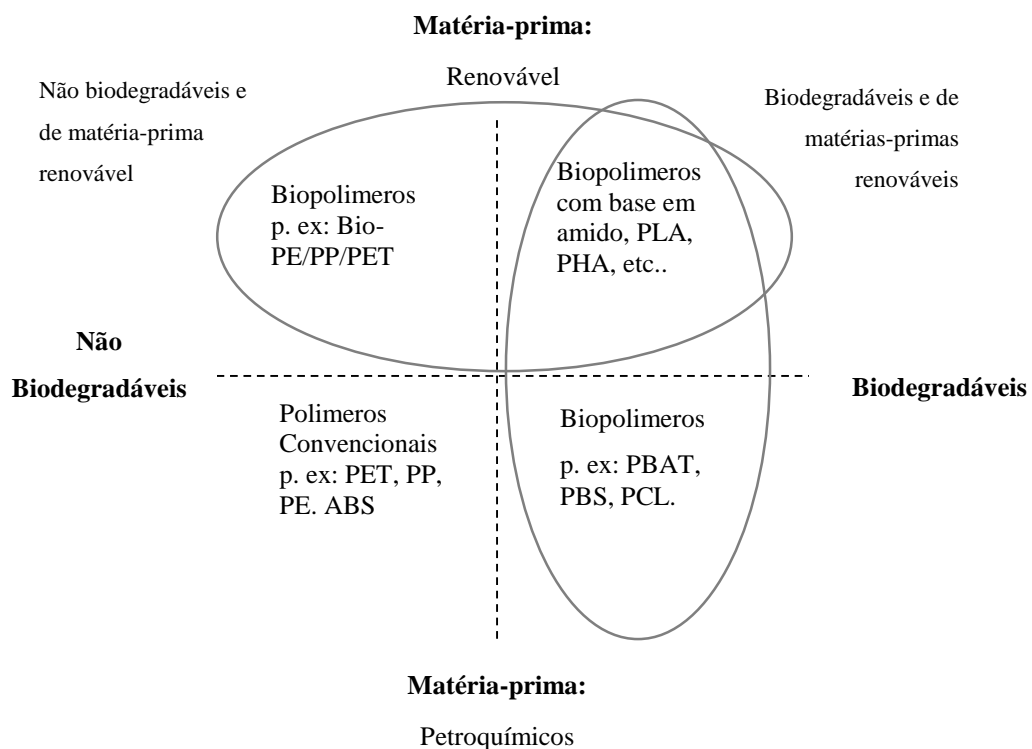 Matéria-prima:
Renovável
Não biodegradáveis e
de matéria-prima
renovável
Biodegradáveis e de
matérias-primas
renováveis
Biopolimeros
p. ex: Bio-
PE/PP/PET
Biopolimeros
com base em
amido, PLA,
PHA, etc..
Não
Biodegradáveis
Biodegradáveis
Polimeros
Convencionais
p. ex: PET, PP,
PE. ABS
Biopolimeros
p. ex: PBAT,
PBS, PCL.
Matéria-prima:
Petroquímicos